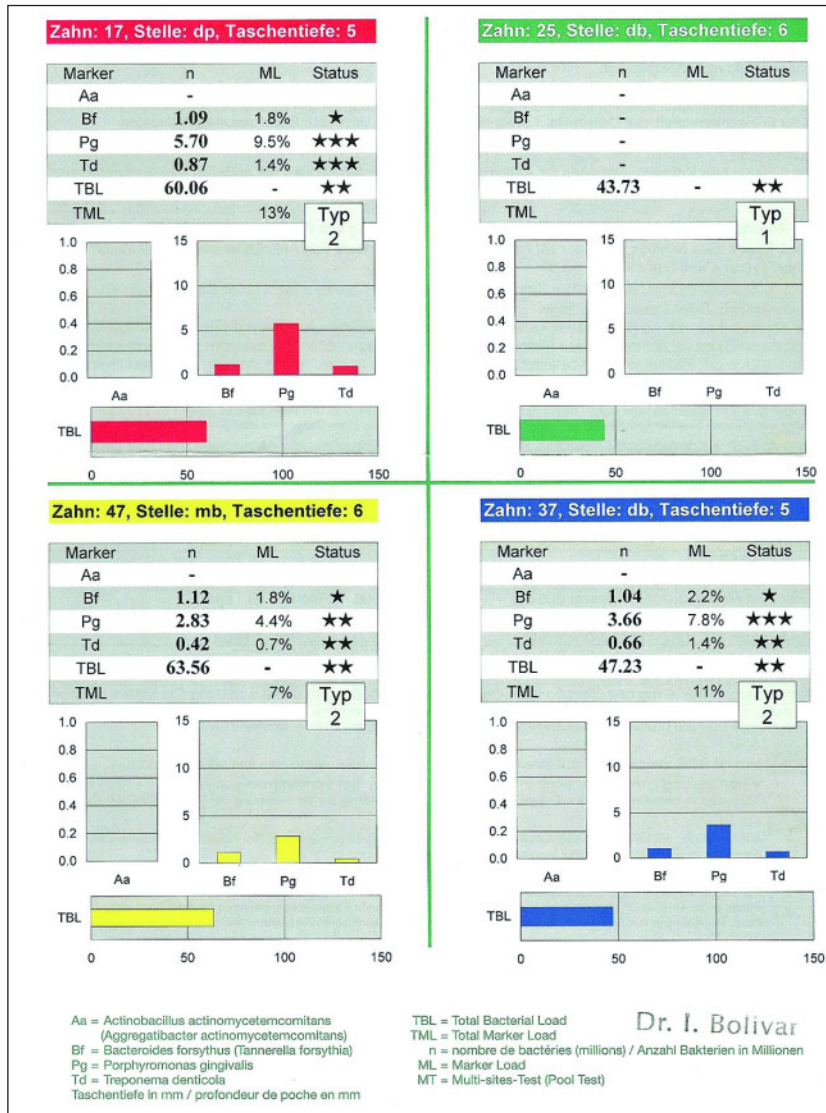 Zahn: 17, Stelle: dp, Taschentiefe: 5
Marker n ML Status
Aa -
Bf 1.09 1.8% ★
Pg 5.70 9.5% ★★★
Td 0.87 1.4% ★★★
TBL 60.06 - ★★
TML 13%
Typ
2
1.0
0.8
0.6
0.4
0.2
0.0
Aa
15
10
5
0
Bf Pg Td
TBL
0 50 100 150
Zahn: 25, Stelle: db, Taschentiefe: 6
Marker n ML Status
Aa -
Bf -
Pg -
Td -
TBL 43.73 - ★★
TML
Typ
1
1.0
0.8
0.6
0.4
0.2
0.0
Aa
15
10
5
0
Bf Pg Td
TBL
0 50 100 150
Zahn: 47, Stelle: mb, Taschentiefe: 6
Marker n ML Status
Aa -
Bf 1.12 1.8% ★
Pg 2.83 4.4% ★★
Td 0.42 0.7% ★★
TBL 63.56 - ★★
TML 7%
Typ
2
1.0
0.8
0.6
0.4
0.2
0.0
Aa
15
10
5
0
Bf Pg Td
TBL
0 50 100 150
Zahn: 37, Stelle: db, Taschentiefe: 5
Marker n ML Status
Aa -
Bf 1.04 2.2% ★
Pg 3.66 7.8% ★★★
Td 0.66 1.4% ★★
TBL 47.23 - ★★
TML 11%
Typ
2
1.0
0.8
0.6
0.4
0.2
0.0
Aa
15
10
5
0
Bf Pg Td
TBL
0 50 100 150
Aa = Actinobacillus actinomycetemcomitans
(Aggregatibacter actinomycetemcomitans)
Bf = Bacteroides forsythus (Tannerella forsythia)
Pg = Porphyromonas gingivalis
Td = Treponema denticola
Taschentiefe in mm / profondeur de poche en mm
TBL = Total Bacterial Load
TML = Total Marker Load
n = nombre de bactéries (millions) / Anzahl Bakterien in Millionen
ML = Marker Load
MT = Multi-sites-Test (Pool Test)
Dr. I. Bolivar